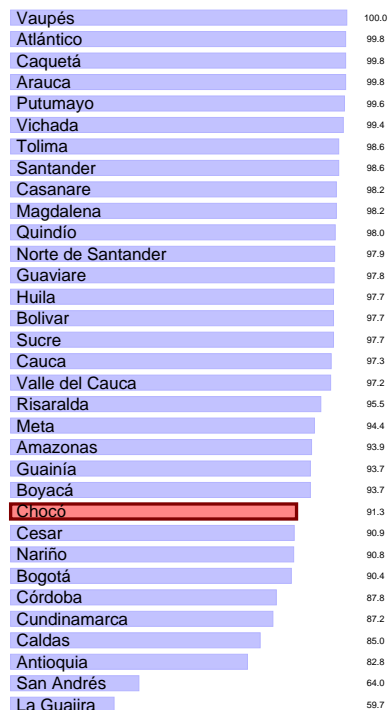 Vaupés 100.0
Atlántico 99.8
Caquetá 99.8
Arauca 99.8
Putumayo 99.6
Vichada 99.4
Tolima 98.6
Santander 98.6
Casanare 98.2
Magdalena 98.2
Quindío 98.0
Norte de Santander 97.9
Guaviare 97.8
Huila 97.7
Bolivar 97.7
Sucre 97.7
Cauca 97.3
Valle del Cauca 97.2
Risaralda 95.5
Meta 94.4
Amazonas 93.9
Guainía 93.7
Boyacá 93.7
Chocó 91.3
Cesar 90.9
Nariño 90.8
Bogotá 90.4
Córdoba 87.8
Cundinamarca 87.2
Caldas 85.0
Antioquia 82.8
San Andrés 64.0
La Guajira 59.7